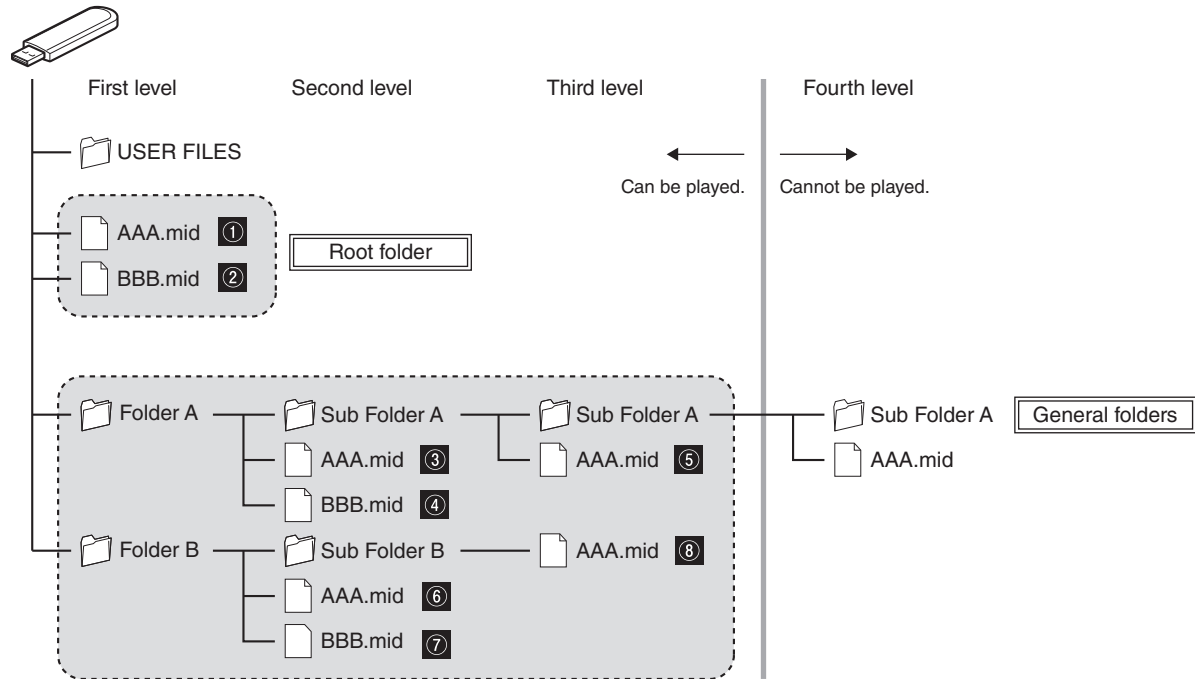 First level Second level Third level Fourth level
USER FILES
Can be played. Cannot be played.
AAA.mid ①
Root folder
BBB.mid ②
Folder A Sub Folder A Sub Folder A Sub Folder A General folders
AAA.mid ③ AAA.mid ⑤ AAA.mid
BBB.mid ④
Folder B Sub Folder B AAA.mid ⑧
AAA.mid ⑥
BBB.mid ⑦